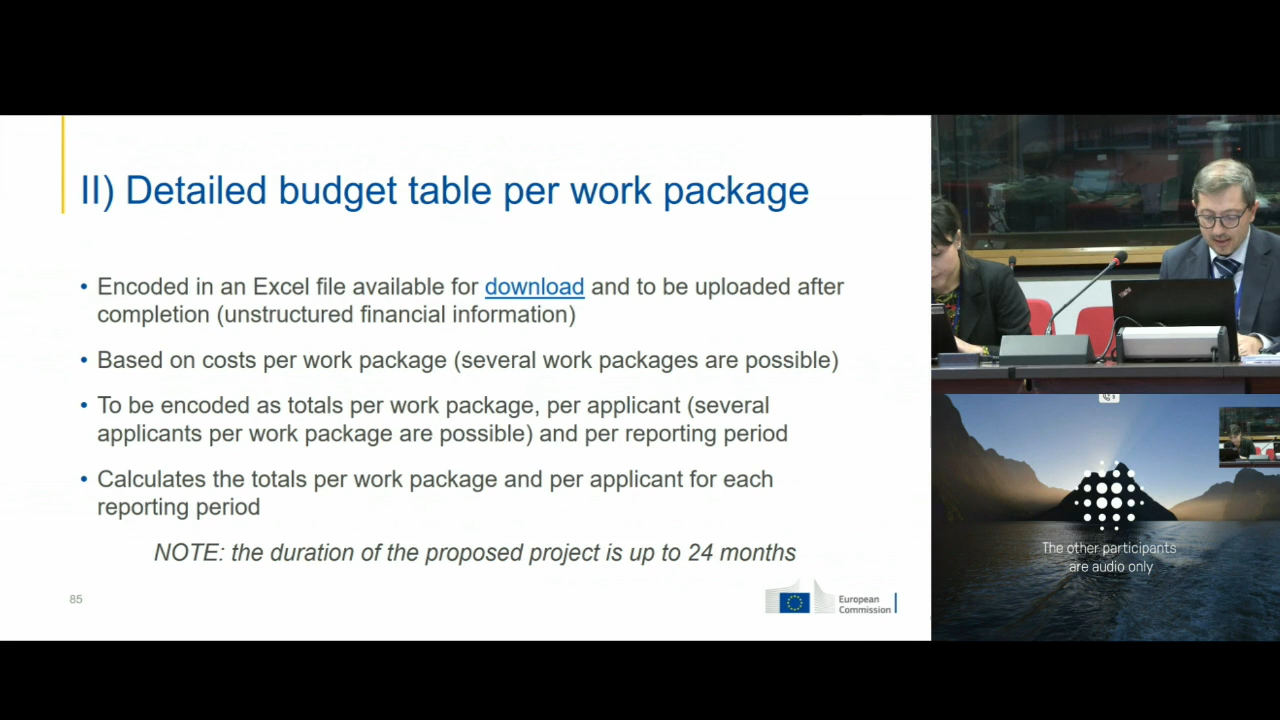 II) Detailed budget table per work package
• Encoded in an Excel file available for download and to be uploaded after
completion (unstructured financial information)
• Based on costs per work package (several work packages are possible)
• To be encoded as totals per work package, per applicant (several
applicants per work package are possible) and per reporting period
• Calculates the totals per work package and per applicant for each
reporting period
NOTE: the duration of the proposed project is up to 24 months
85
European
Commission
The other participants
are audio only